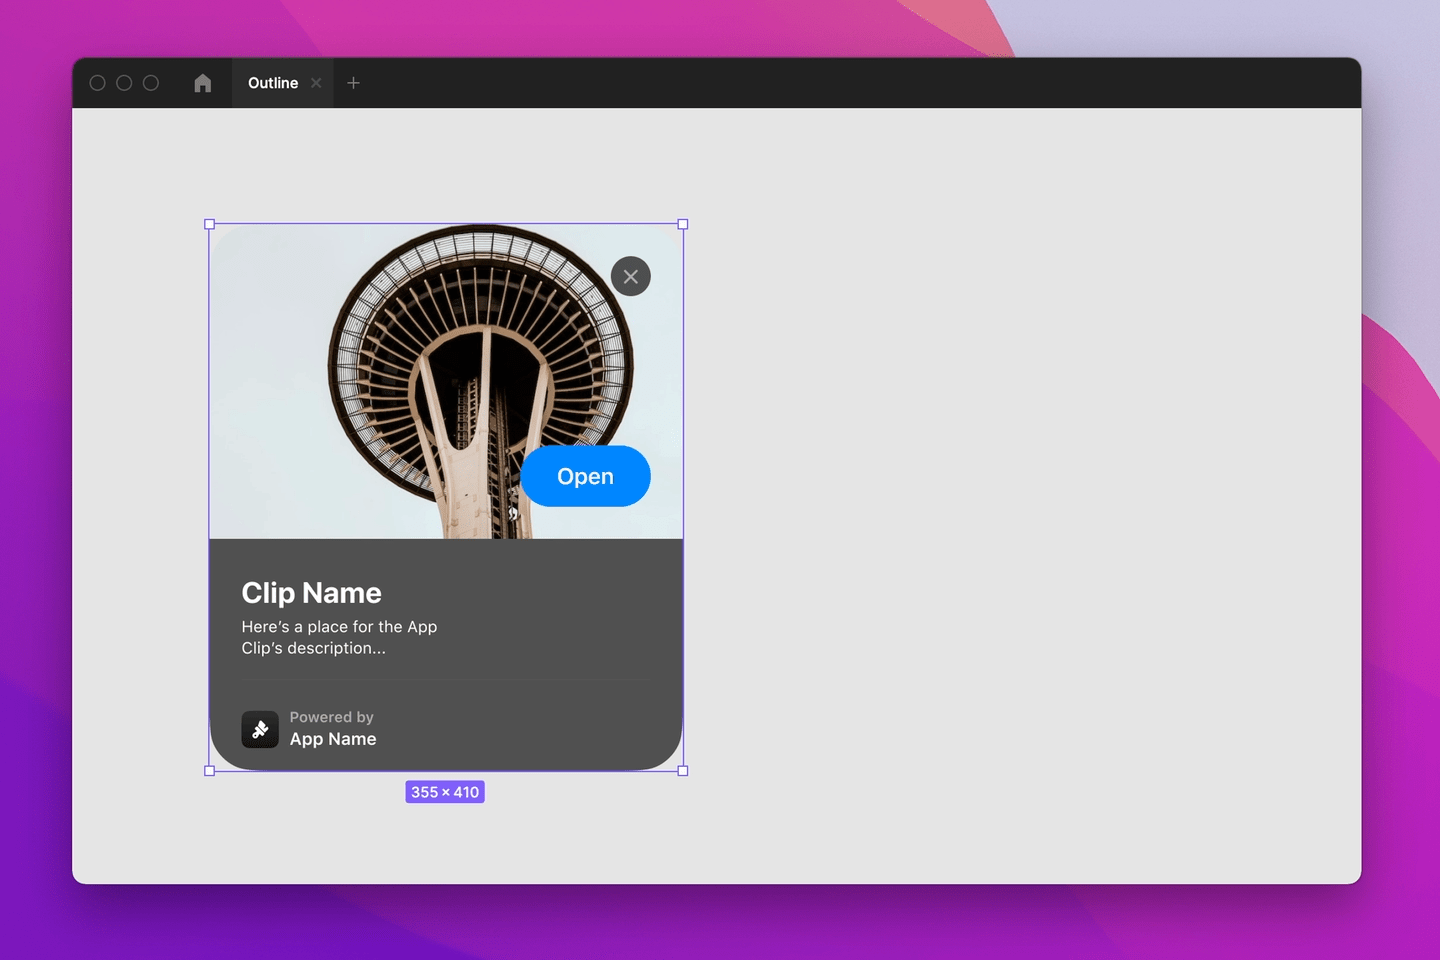 Outline
Open
Clip Name
Here’s a place for the App
Clip’s description...
Powered by
App Name
355 × 410